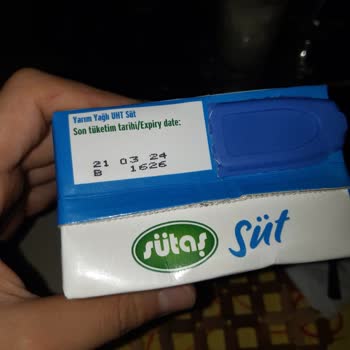 Yarım Yağlı UHT Süt
Son tüketim tarihi/Expiry date:
21 03 24
B 1626
sütaş
Süt